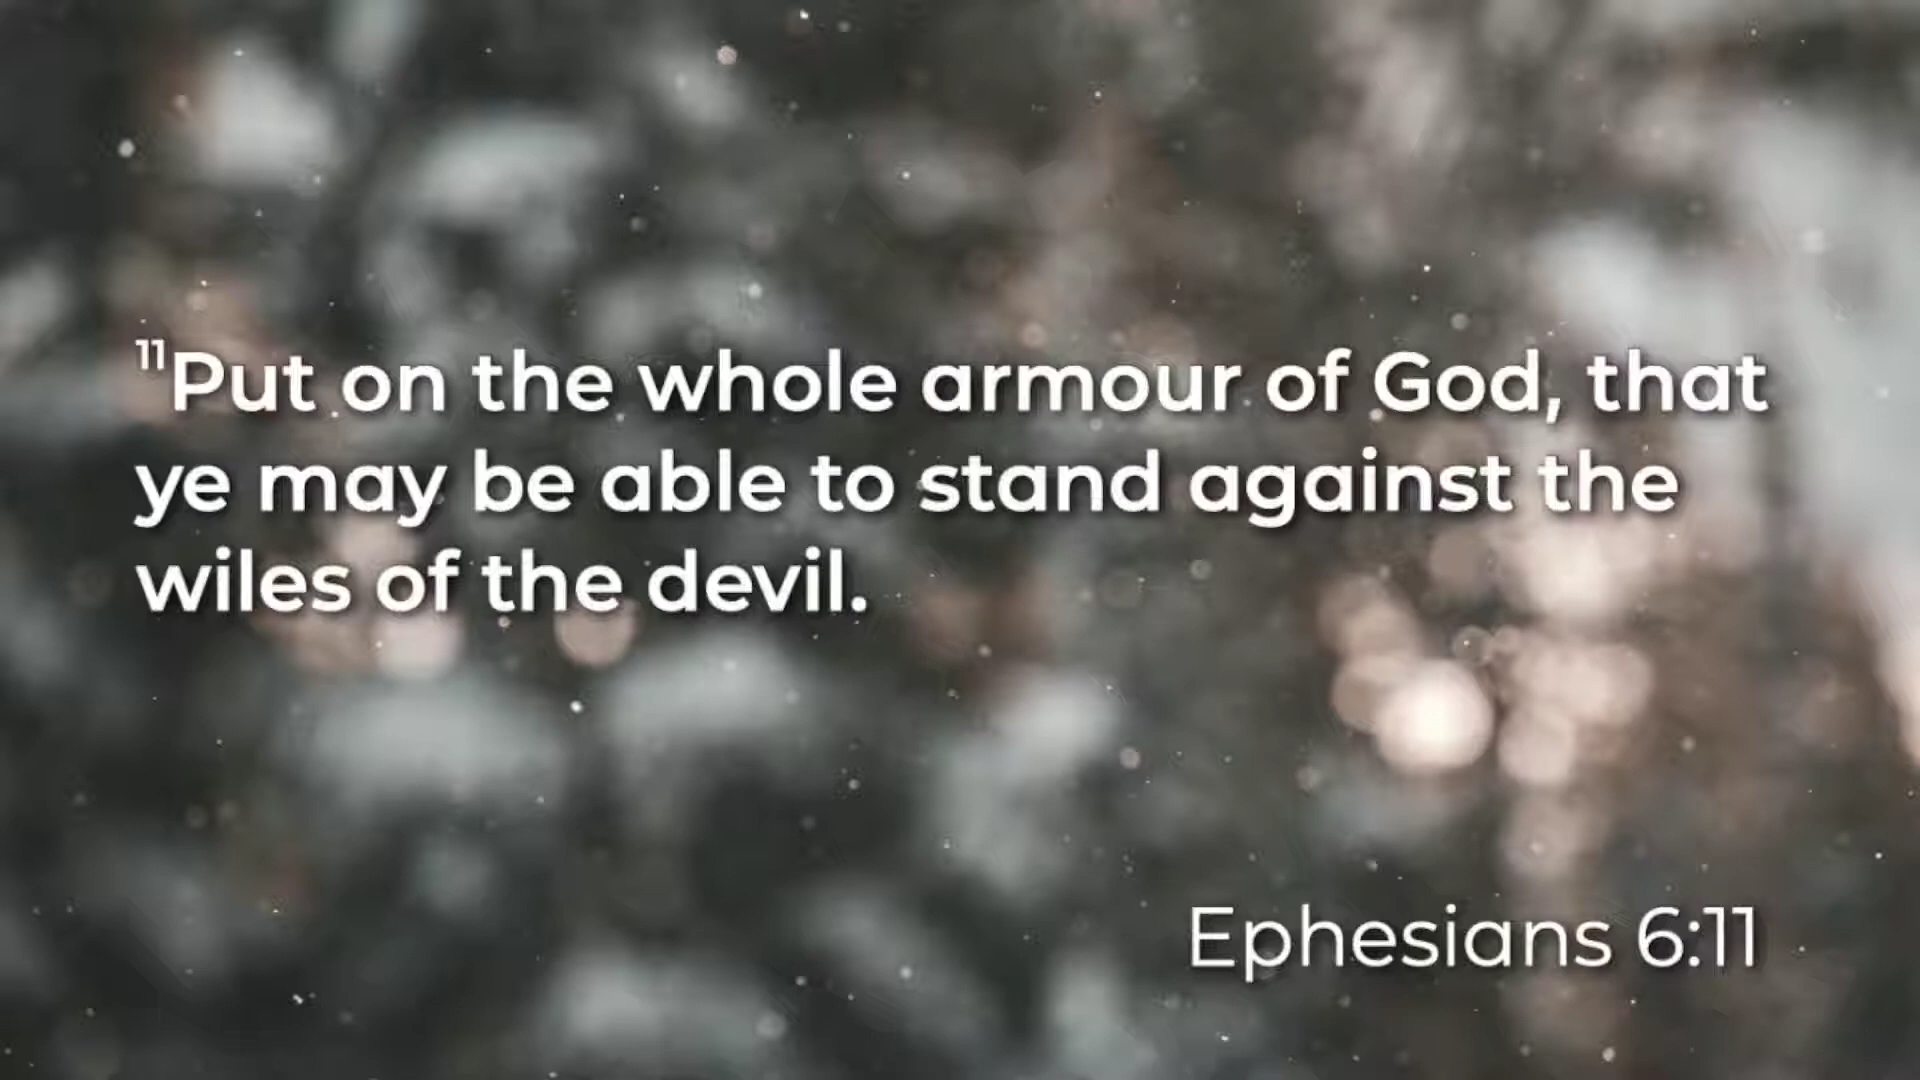 ¹¹Put on the whole armour of God, that
ye may be able to stand against the
wiles of the devil.
Ephesians 6:11